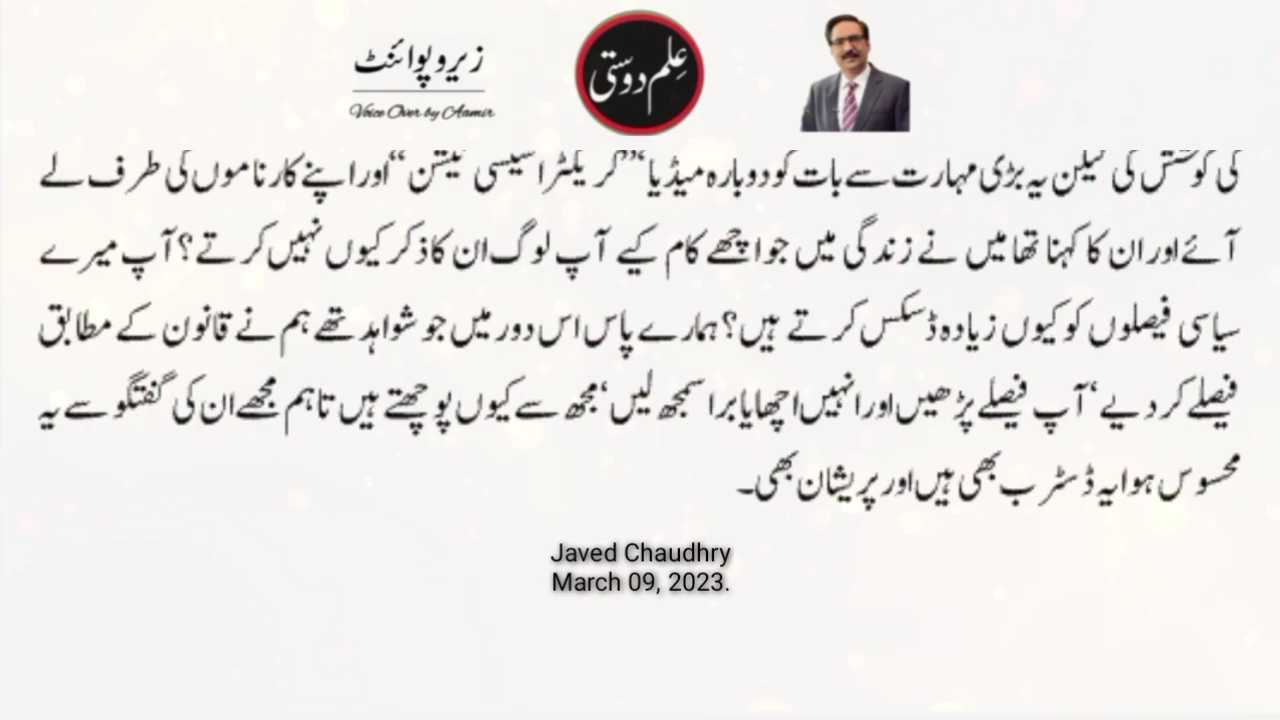 زیرو پوائنٹ
Voice Over by Aamir
علم دوستی
کی کوشش کی لیکن یہ بڑی مہارت سے بات کو دوبارہ میڈیا‘ ’’کریکٹر اسیسی نیشن‘‘ اور اپنے کارناموں کی طرف لے
آئے اور ان کا کہنا تھا میں نے زندگی میں جو اچھے کام کیے آپ لوگ ان کا ذکر کیوں نہیں کرتے؟ آپ میرے
سیاسی فیصلوں کو کیوں زیادہ ڈسکس کرتے ہیں؟ ہمارے پاس اس دور میں جو شواہد تھے ہم نے قانون کے مطابق
فیصلے کر دیے‘ آپ فیصلے پڑھیں اور انہیں اچھا یا برا سمجھ لیں‘ مجھ سے کیوں پوچھتے ہیں تاہم مجھے ان کی گفتگو سے یہ
محسوس ہوا یہ ڈسٹرب بھی ہیں اور پریشان بھی۔
Javed Chaudhry
March 09, 2023.